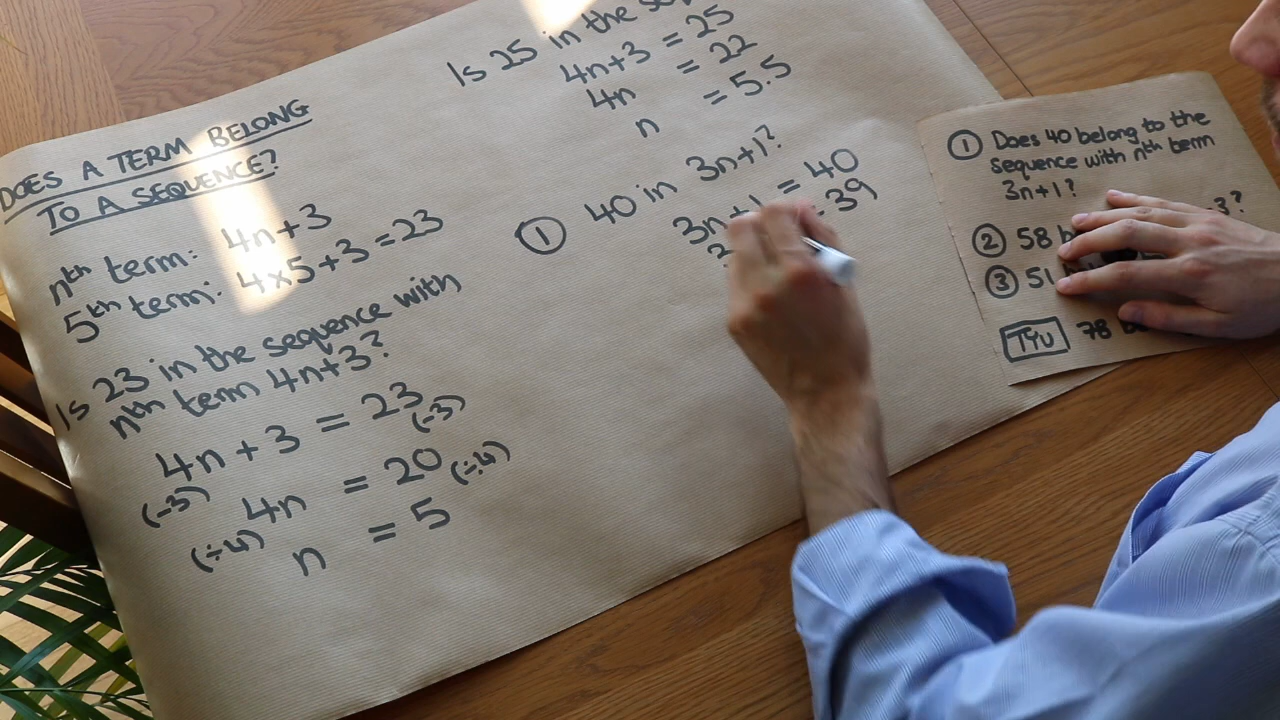 DOES A TERM BELONG
TO A SEQUENCE?
nth term: 4n+3
5th term: 4×5+3=23
Is 23 in the sequence with
nth term 4n+3?
4n + 3 = 23
(-3) (-3)
4n = 20
(÷4) (÷4)
n = 5
Is 25 in the
4n+3 = 25
4n = 22
n = 5.5
① 40 in 3n+1?
3n+1 = 40
39
① Does 40 belong to the
sequence with nth term
3n+1?
② 58 3?
③ 51
TYU 78